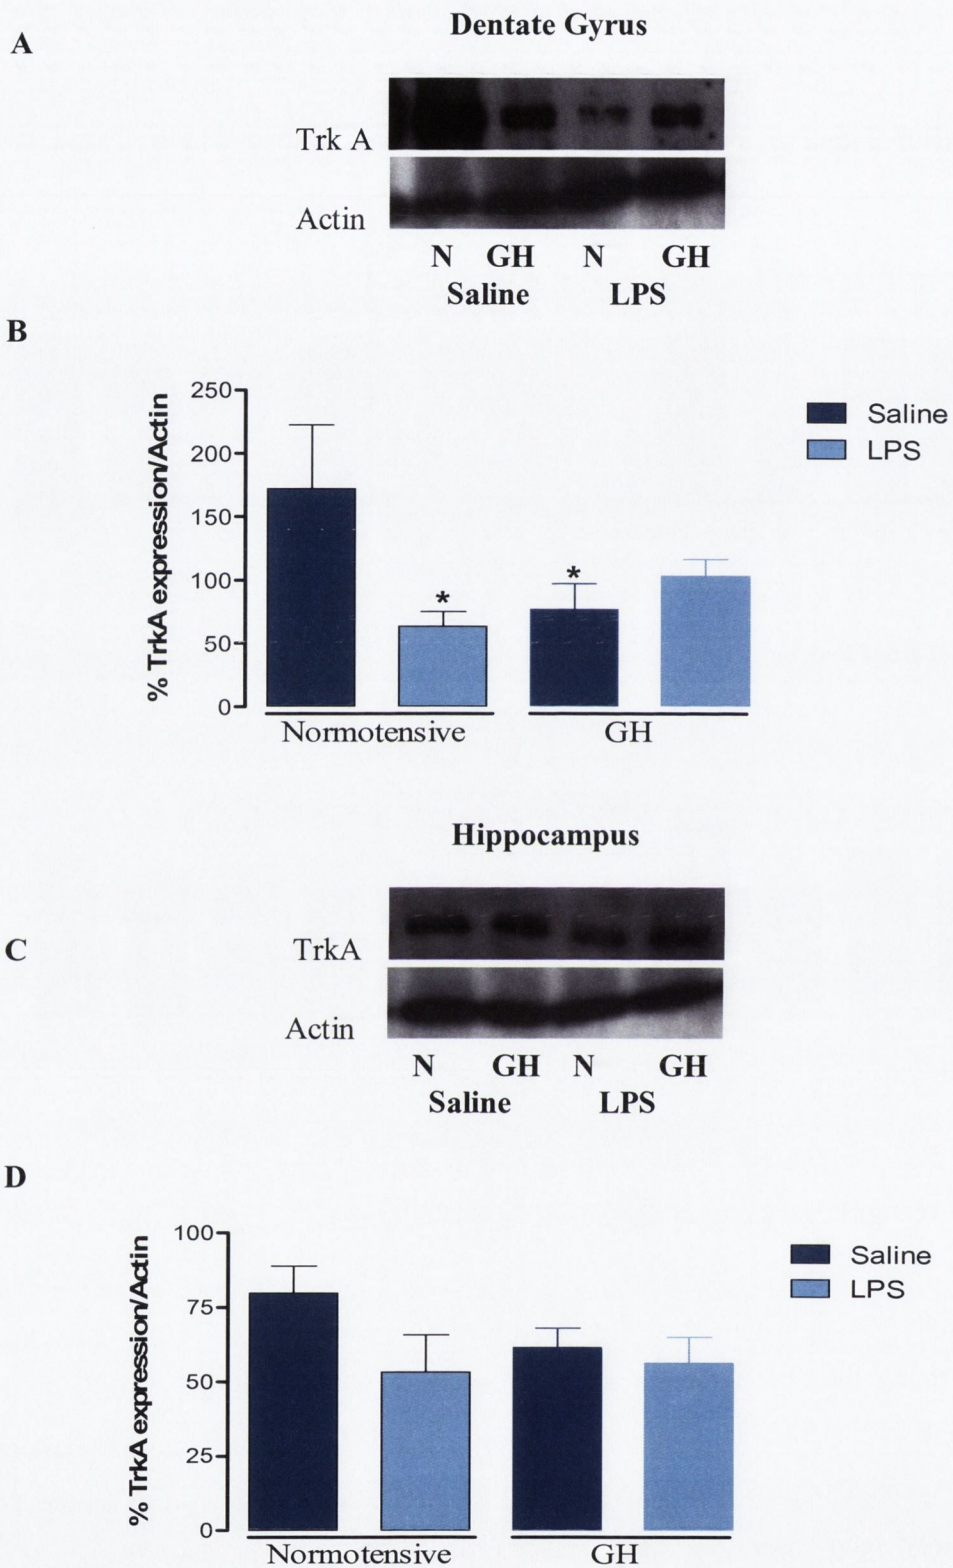 Dentate Gyrus
A
Trk A
Actin
N GH N GH
Saline LPS
B
% TrkA expression/Actin
250
200
150
100
50
0
*
*
Saline
LPS
Normotensive GH
Hippocampus
C
TrkA
Actin
N GH N GH
Saline LPS
D
% TrkA expression/Actin
100
75
50
25
0
Saline
LPS
Normotensive GH